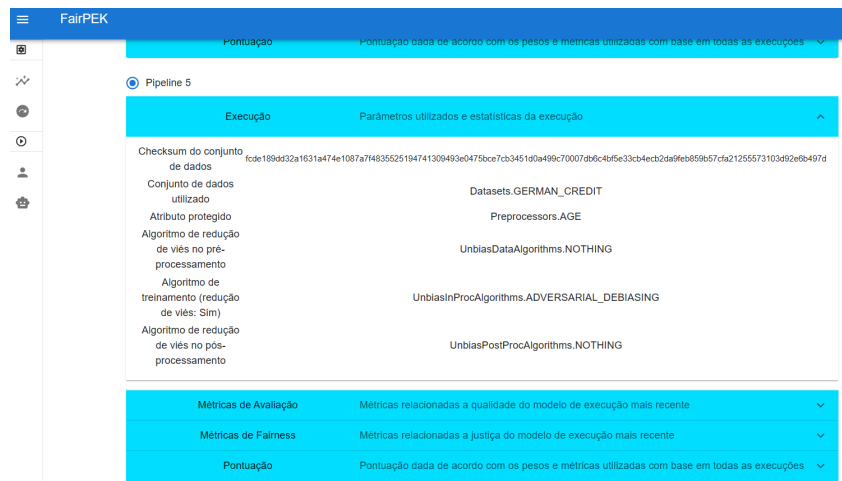 FairPEK
Pontuação Pontuação dada de acordo com os pesos e métricas utilizadas com base em todas as execuções
Pipeline 5
Execução Parâmetros utilizados e estatísticas da execução
Checksum do conjunto
de dados
fcde189dd32a1631a474e1087a7f4835525194741309493e0475bce7cb3451d0a499c70007db6c4bf5e33cb4ecb2da9feb859b57cfa21255573103d92e6b497d
Conjunto de dados
utilizado
Datasets.GERMAN_CREDIT
Atributo protegido Preprocessors.AGE
Algoritmo de redução
de viés no pré-
processamento
UnbiasDataAlgorithms.NOTHING
Algoritmo de
treinamento (redução
de viés: Sim)
UnbiasInProcAlgorithms.ADVERSARIAL_DEBIASING
Algoritmo de redução
de viés no pós-
processamento
UnbiasPostProcAlgorithms.NOTHING
Métricas de Avaliação Métricas relacionadas a qualidade do modelo de execução mais recente
Métricas de Fairness Métricas relacionadas a justiça do modelo de execução mais recente
Pontuação Pontuação dada de acordo com os pesos e métricas utilizadas com base em todas as execuções